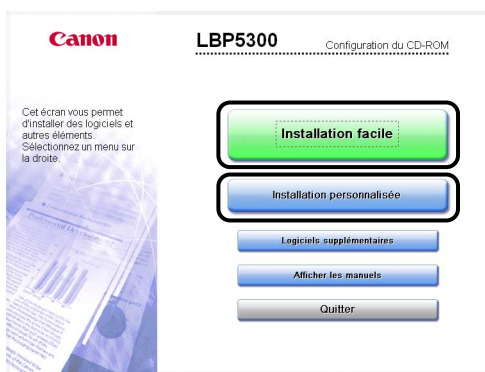 Canon
LBP5300
Configuration du CD-ROM
Cet écran vous permet
d'installer des logiciels et
autres éléments.
Sélectionnez un menu sur
la droite.
Installation facile
Installation personnalisée
Logiciels supplémentaires
Afficher les manuels
Quitter